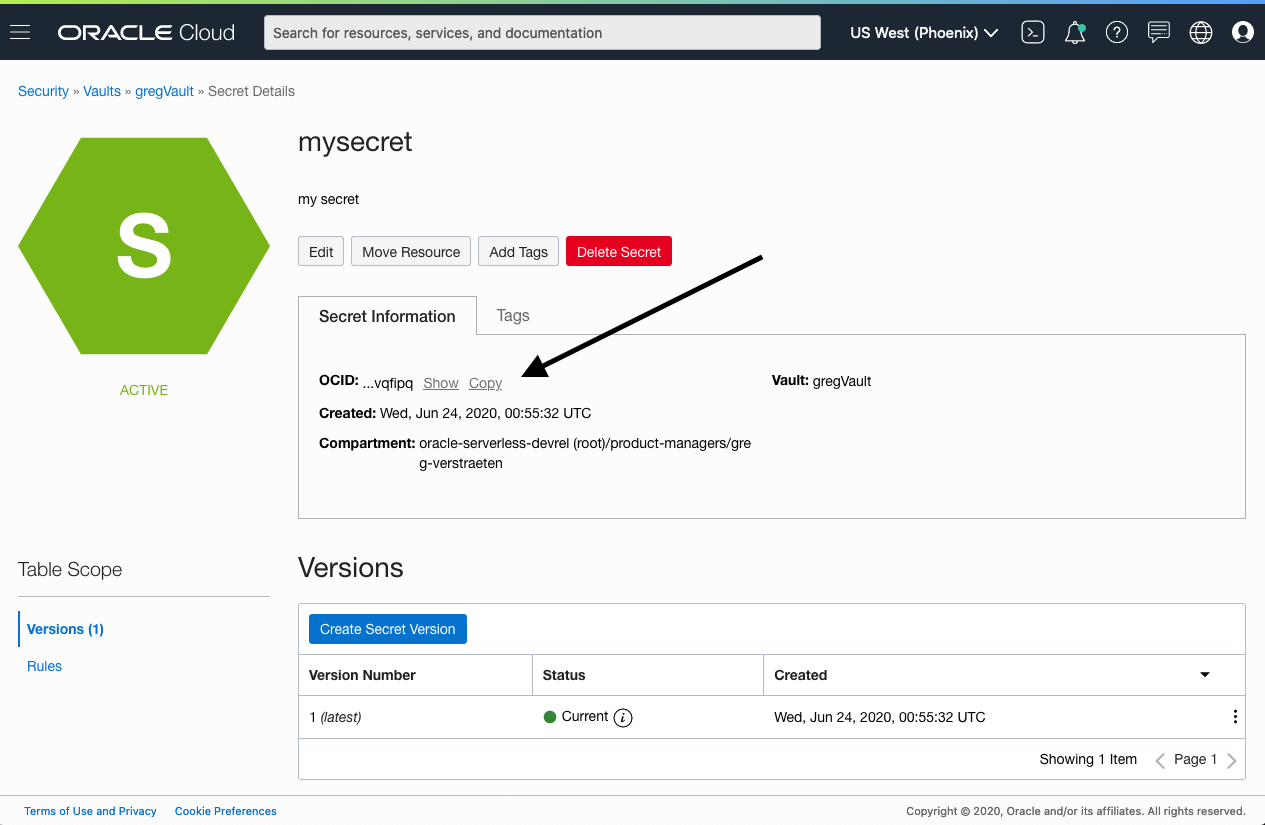 ORACLE Cloud
Search for resources, services, and documentation
US West (Phoenix)
Security » Vaults » gregVault » Secret Details
S
ACTIVE
mysecret
my secret
Edit
Move Resource
Add Tags
Delete Secret
Secret Information
Tags
OCID: ...vqfipq Show Copy
Created: Wed, Jun 24, 2020, 00:55:32 UTC
Compartment: oracle-serverless-devrel (root)/product-managers/gre
g-verstraeten
Vault: gregVault
Table Scope
Versions (1)
Rules
Versions
Create Secret Version
Version Number Status Created
1 (latest) Current i Wed, Jun 24, 2020, 00:55:32 UTC
Showing 1 Item Page 1
Terms of Use and Privacy Cookie Preferences
Copyright © 2020, Oracle and/or its affiliates. All rights reserved.